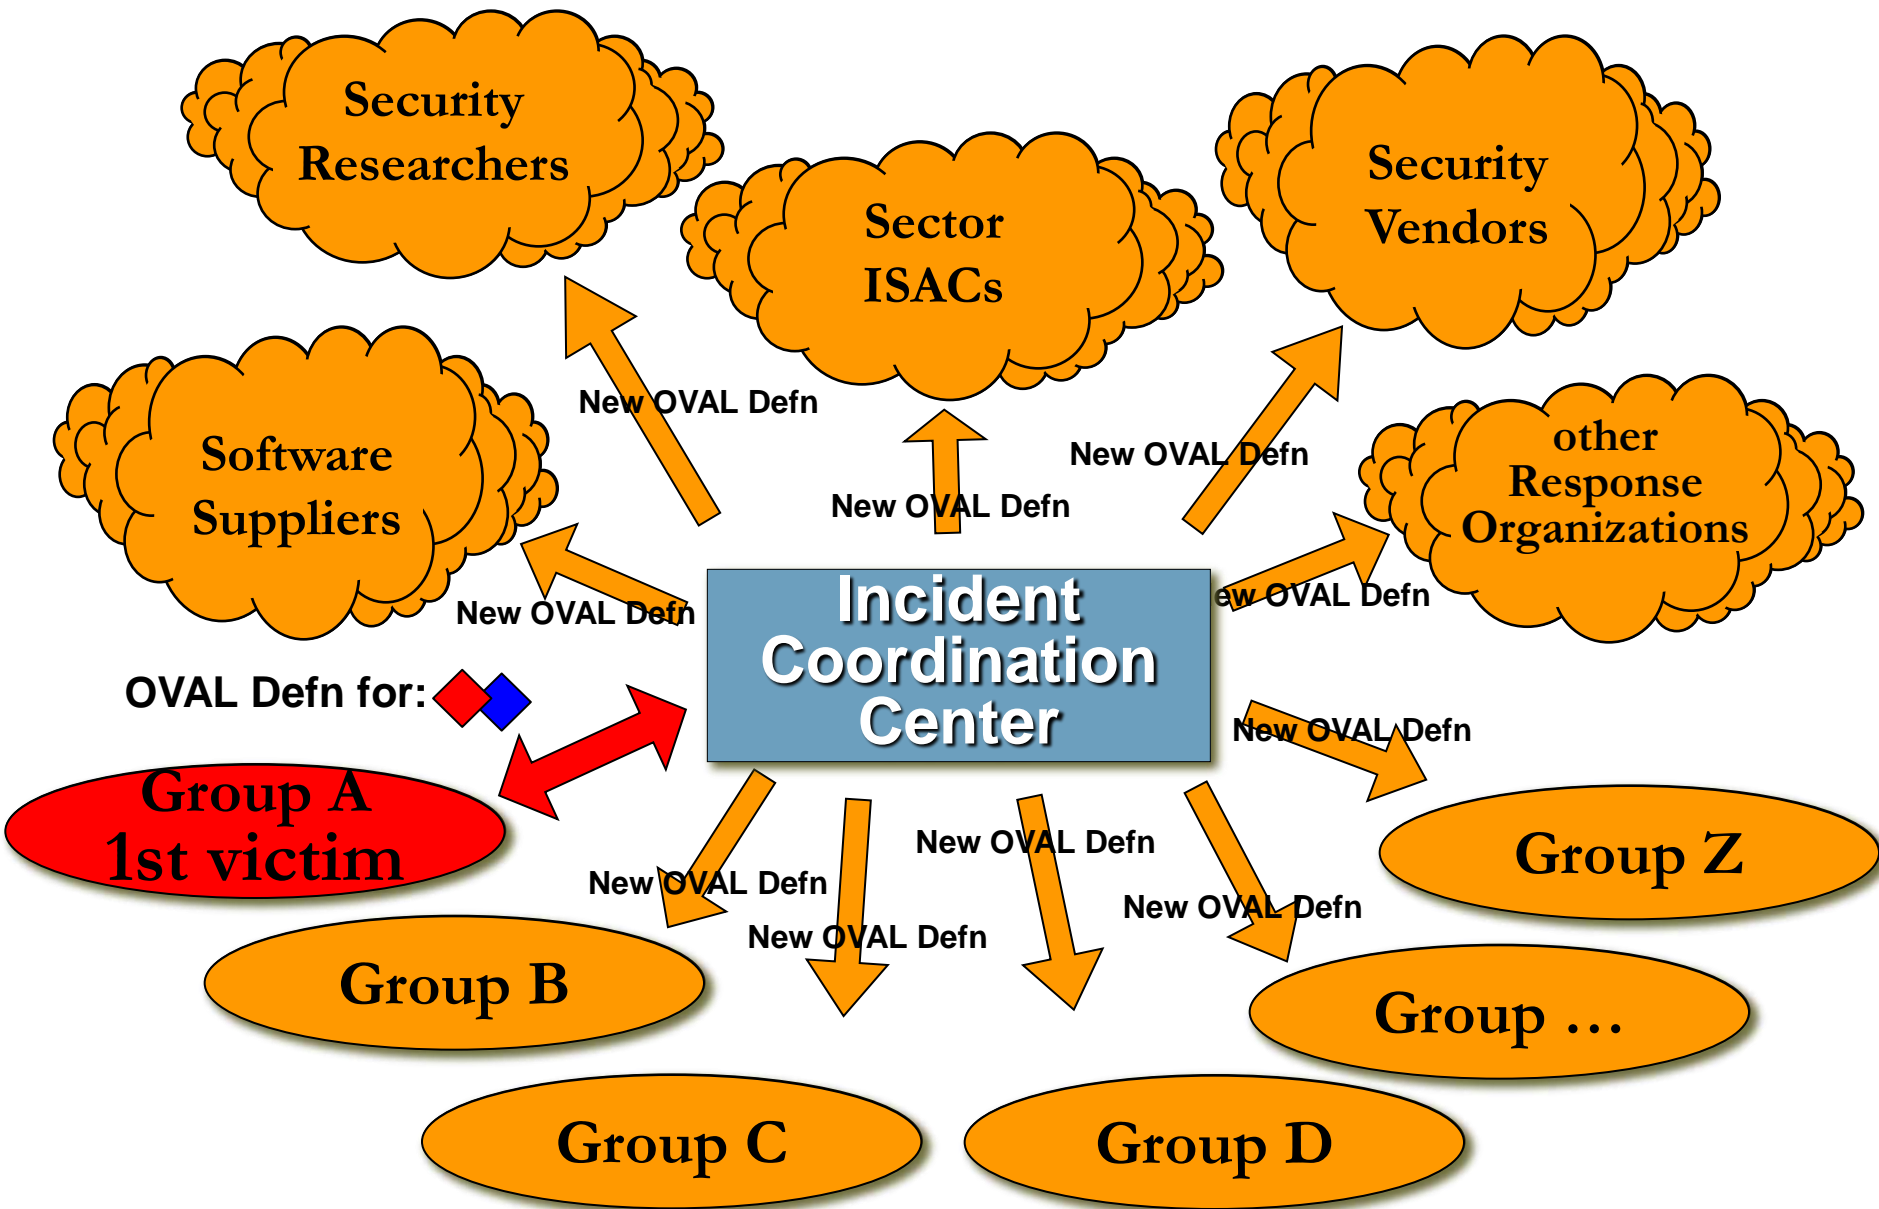 Security
Researchers
Sector
ISACs
Security
Vendors
Software
Suppliers
other
Response
Organizations
New OVAL Defn
New OVAL Defn
New OVAL Defn
New OVAL Defn
ew OVAL Defn
Incident
Coordination
Center
OVAL Defn for:
Group A
1st victim
New OVAL Defn
New OVAL Defn
New OVAL Defn
New OVAL Defn
New OVAL Defn
Group B
Group C
Group D
Group …
Group Z